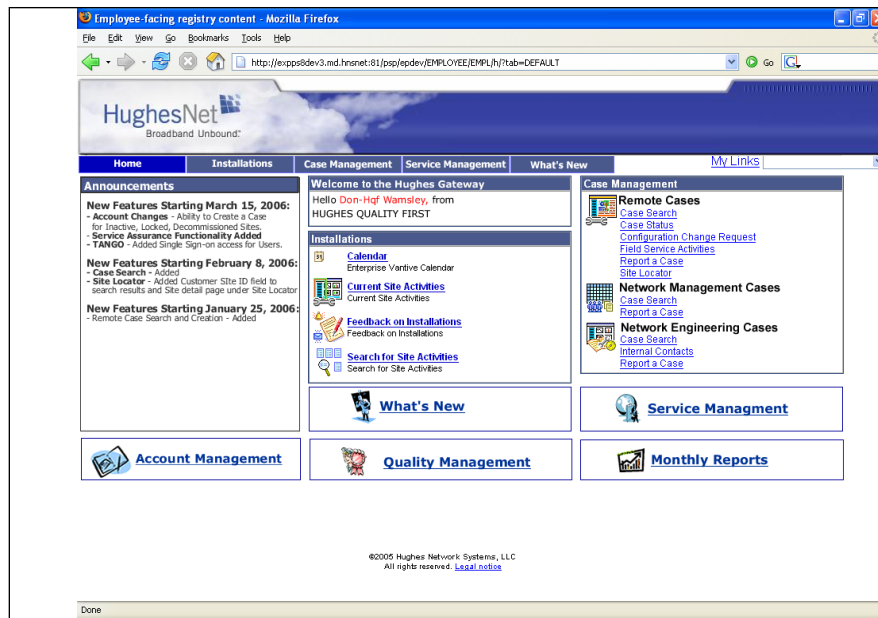 Employee-facing registry content - Mozilla Firefox
File Edit View Go Bookmarks Tools Help
http://expps8dev3.md.hnsnet:81/psp/epdev/EMPLOYEE/EMPL/h/?tab=DEFAULT
Go
HughesNet
Broadband Unbound.
Home Installations Case Management Service Management What's New My Links
Announcements
New Features Starting March 15, 2006:
- Account Changes - Ability to Create a Case
for Inactive, Locked, Decommissioned Sites.
- Service Assurance Functionality Added
- TANGO - Added Single Sign-on access for Users.
New Features Starting February 8, 2006:
- Case Search - Added
- Site Locator - Added Customer SIte ID field to
search results and Site detail page under Site Locator
New Features Starting January 25, 2006:
- Remote Case Search and Creation - Added
Welcome to the Hughes Gateway
Hello Don-Hqf Wamsley, from
HUGHES QUALITY FIRST
Installations
Calendar
Enterprise Vantive Calendar
Current Site Activities
Current Site Activities
Feedback on Installations
Feedback on Installations
Search for Site Activities
Search for Site Activities
Case Management
Remote Cases
Case Search
Case Status
Configuration Change Request
Field Service Activities
Report a Case
Site Locator
Network Management Cases
Case Search
Report a Case
Network Engineering Cases
Case Search
Internal Contacts
Report a Case
What's New
Service Managment
Account Management
Quality Management
Monthly Reports
©2005 Hughes Network Systems, LLC
All rights reserved. Legal notice
Done